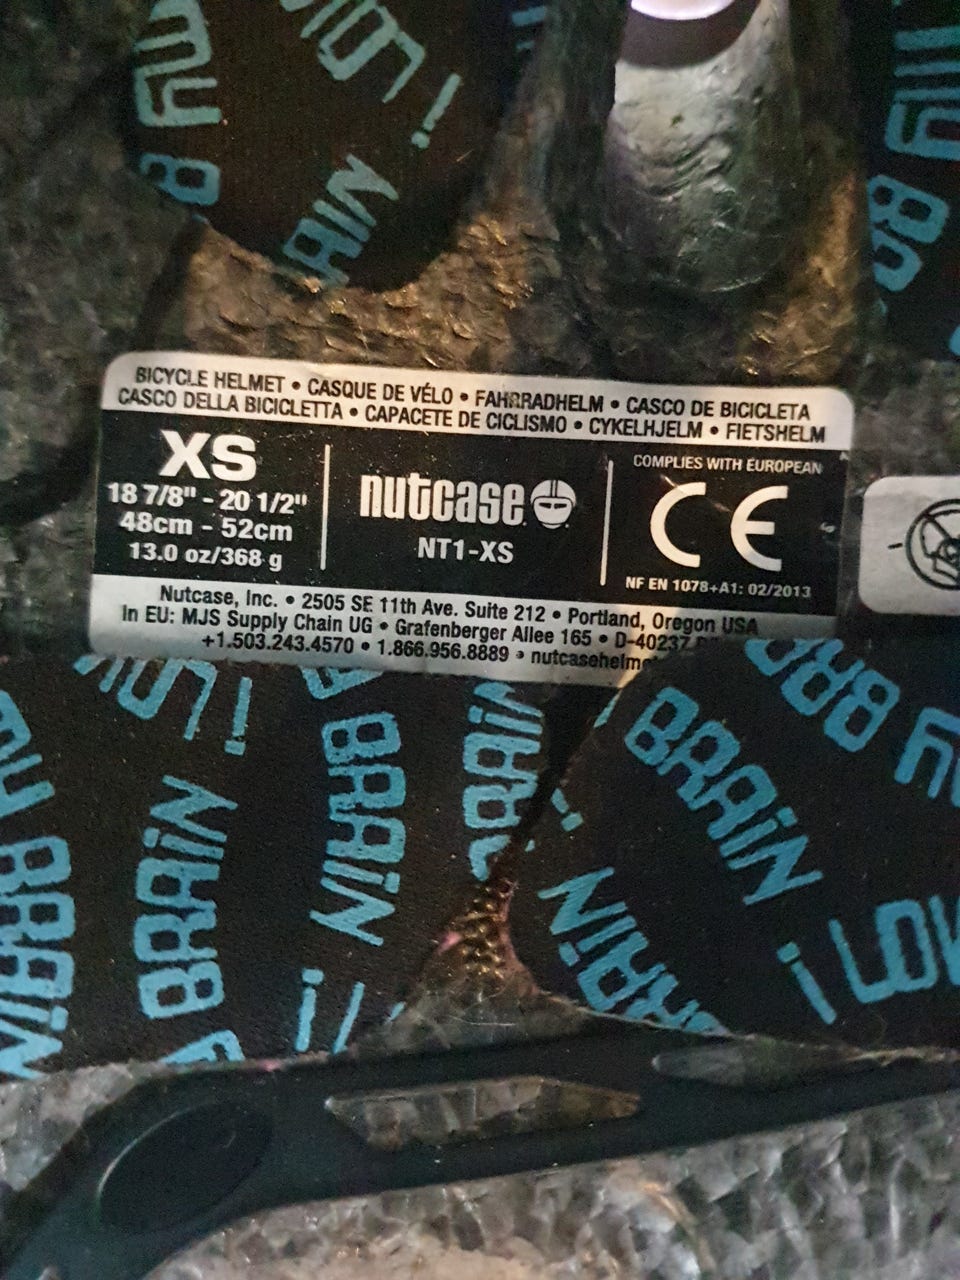 BICYCLE HELMET • CASQUE DE VÉLO • FAHRRADHELM • CASCO DE BICICLETA
CASCO DELLA BICICLETTA • CAPACETE DE CICLISMO • CYKELHJELM • FIETSHELM
XS
18 7/8" - 20 1/2"
48cm - 52cm
13.0 oz/368 g
nutcase
NT1-XS
COMPLIES WITH EUROPEAN
CE
NF EN 1078+A1: 02/2013
Nutcase, Inc. • 2505 SE 11th Ave. Suite 212 • Portland, Oregon USA
In EU: MJS Supply Chain UG • Grafenberger Allee 165 • D-40237
+1.503.243.4570 • 1.866.956.8889 •
BRAIN
BRAIN
BRAIN
BRAIN
BRAIN